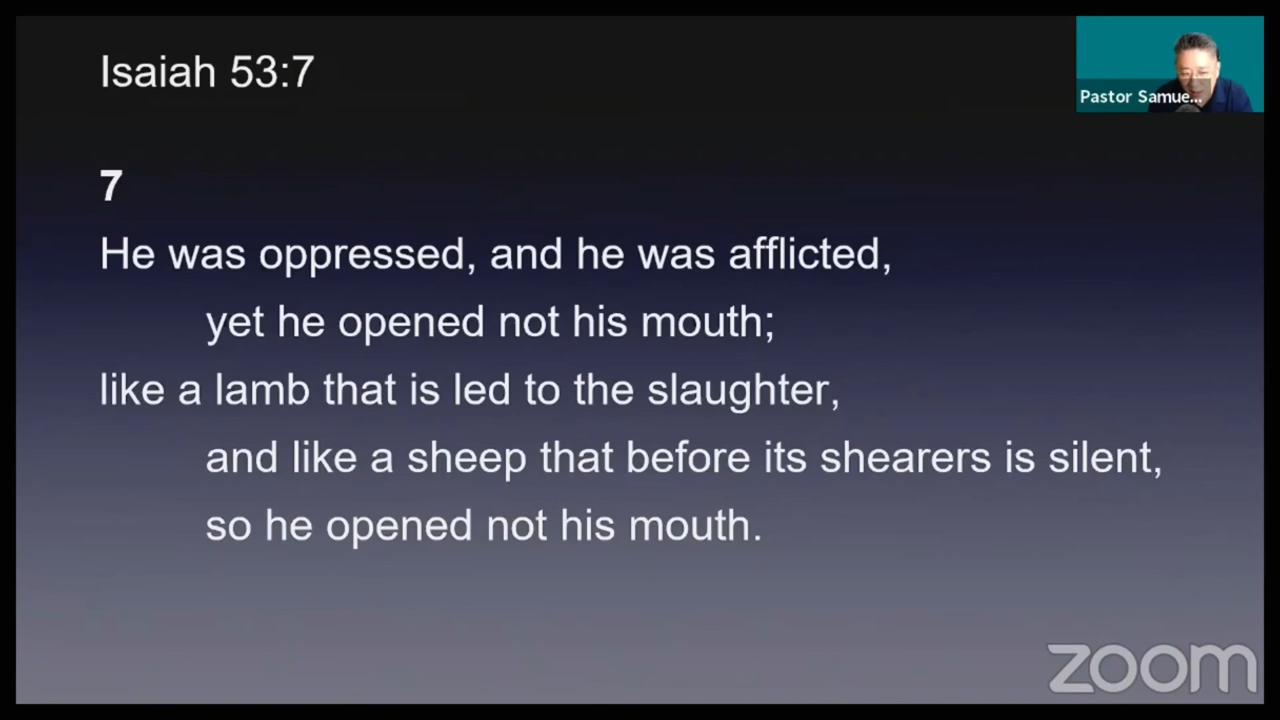 Isaiah 53:7
Pastor Samue...
7
He was oppressed, and he was afflicted,
yet he opened not his mouth;
like a lamb that is led to the slaughter,
and like a sheep that before its shearers is silent,
so he opened not his mouth.
zoom